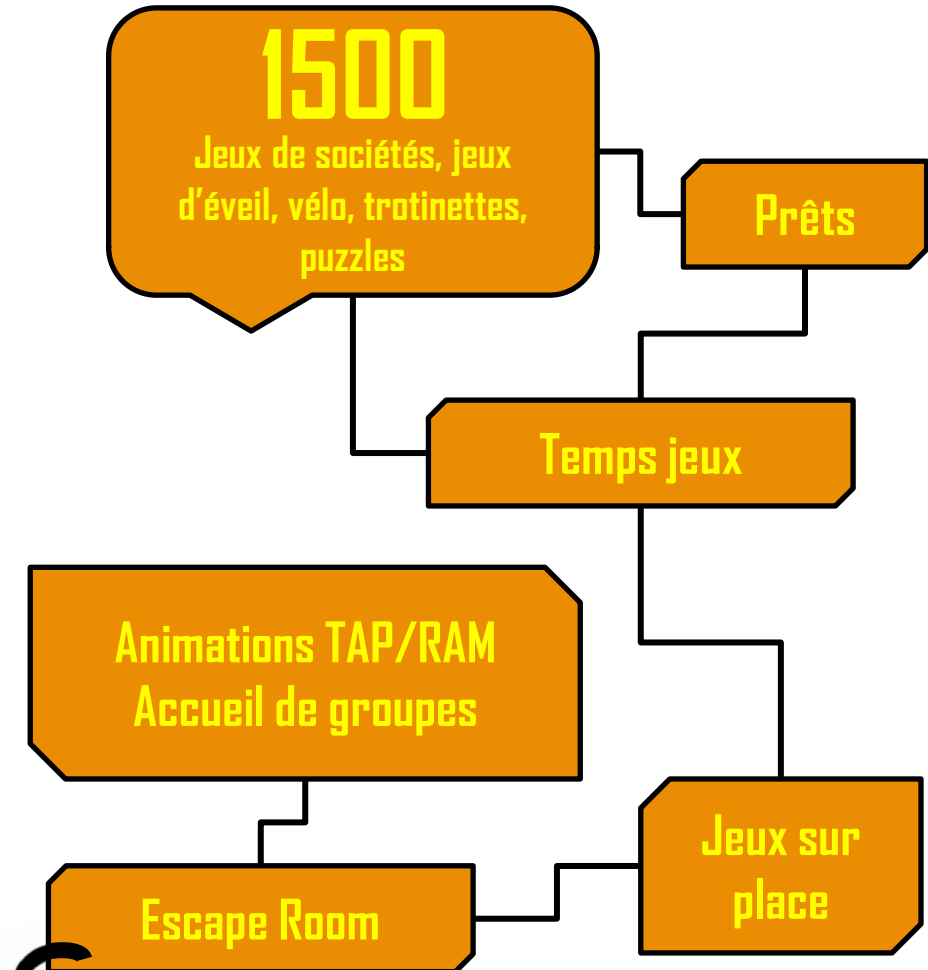 1500
Jeux de sociétés, jeux
d'éveil, vélo, trotinettes,
puzzles
Prêts
Temps jeux
Animations TAP/RAM
Accueil de groupes
Jeux sur
place
Escape Room